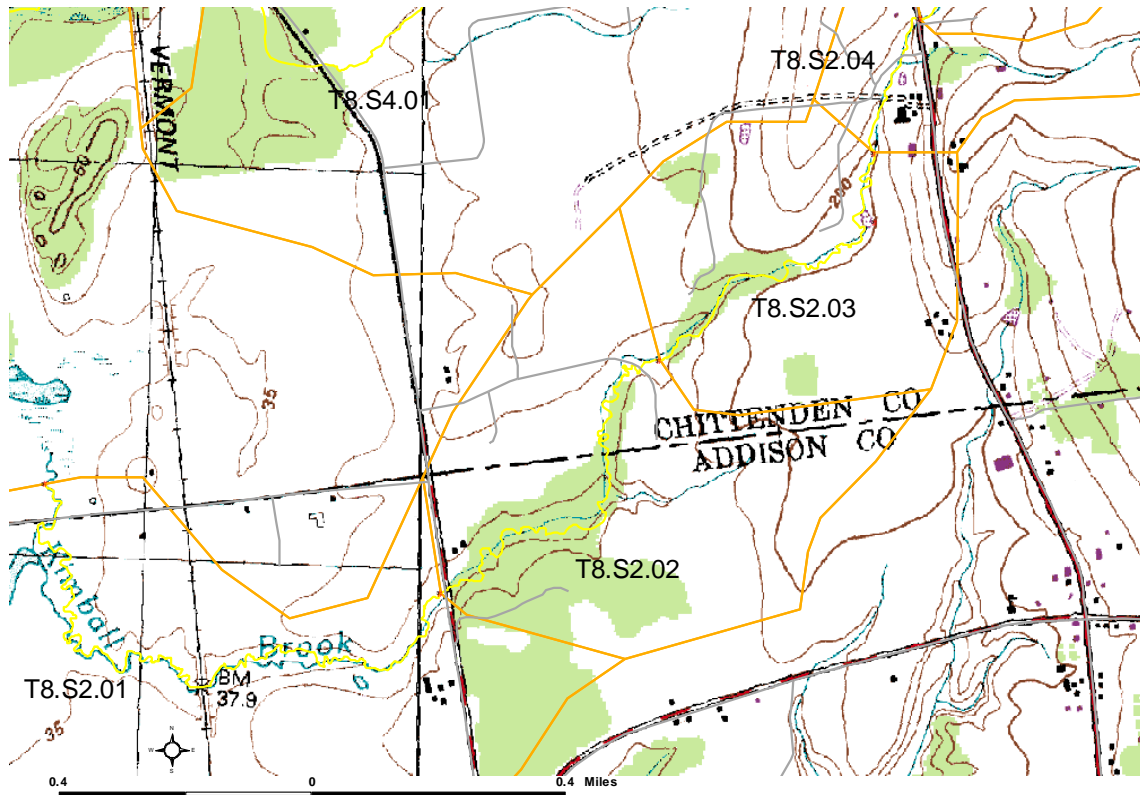 T8.S2.04
VERMONT
T8.S4.01
60
200
T8.S2.03
35
CHITTENDEN CO
ADDISON CO
T8.S2.02
Kimball
Brook
BM
37.9
T8.S2.01
35
N
W E
S
0.4 0 0.4 Miles